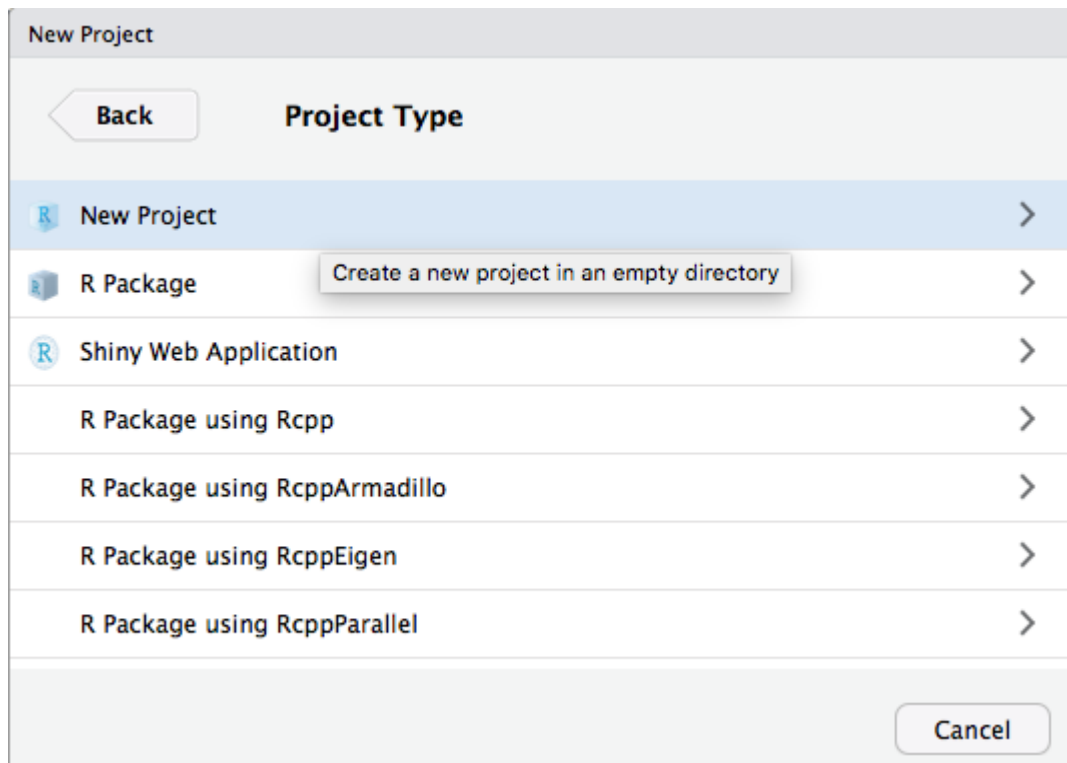 New Project
Back
Project Type
R New Project
Create a new project in an empty directory
R R Package
R Shiny Web Application
R Package using Rcpp
R Package using RcppArmadillo
R Package using RcppEigen
R Package using RcppParallel
Cancel